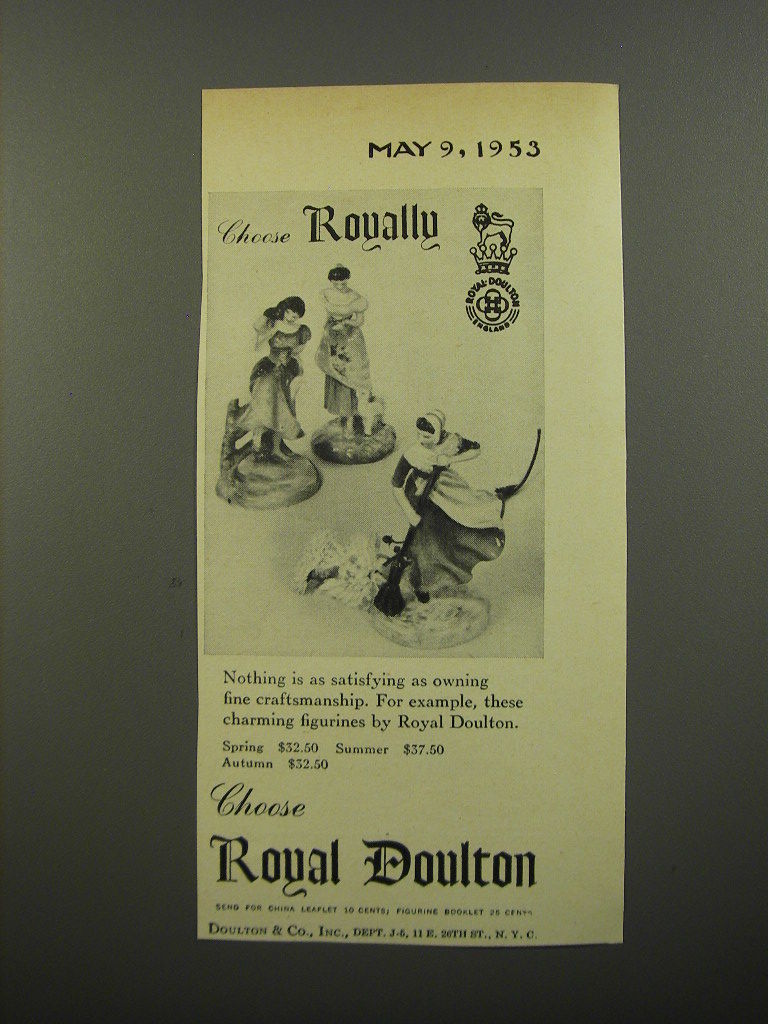 MAY 9, 1953
Choose Royally
ROYAL·DOULTON
ENGLAND
Nothing is as satisfying as owning
fine craftsmanship. For example, these
charming figurines by Royal Doulton.
Spring $32.50 Summer $37.50
Autumn $32.50
Choose
Royal Doulton
SEND FOR CHINA LEAFLET 10 CENTS; FIGURINE BOOKLET 25 CENTS
DOULTON & CO., INC., DEPT. J-5, 11 E. 26TH ST., N. Y. C.